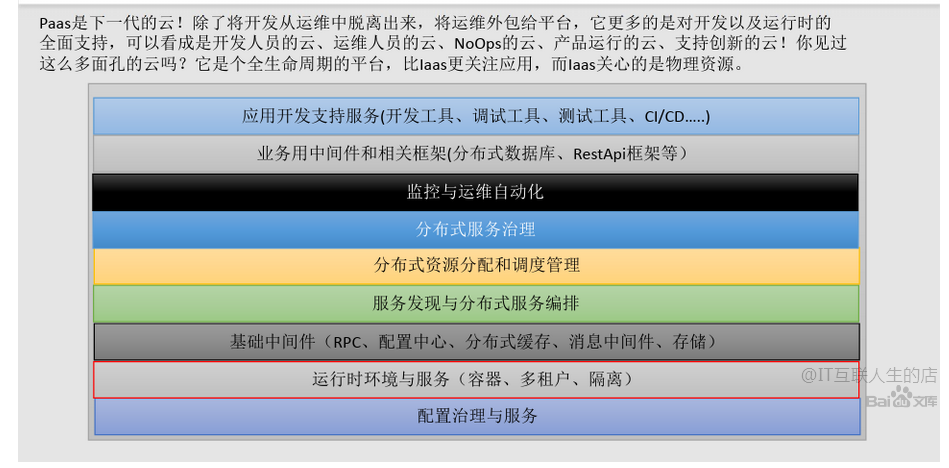 Paas是下一代的云！除了将开发从运维中脱离出来，将运维外包给平台，它更多的是对开发以及运行时的
全面支持，可以看成是开发人员的云、运维人员的云、NoOps的云、产品运行的云、支持创新的云！你见过
这么多面孔的云吗？它是个全生命周期的平台，比Iaas更关注应用，而Iaas关心的是物理资源。
应用开发支持服务(开发工具、调试工具、测试工具、CI/CD…..)
业务用中间件和相关框架(分布式数据库、RestApi框架等）
监控与运维自动化
分布式服务治理
分布式资源分配和调度管理
服务发现与分布式服务编排
基础中间件（RPC、配置中心、分布式缓存、消息中间件、存储）
运行时环境与服务（容器、多租户、隔离）
@IT互联人生的店
Baidu文库
配置治理与服务